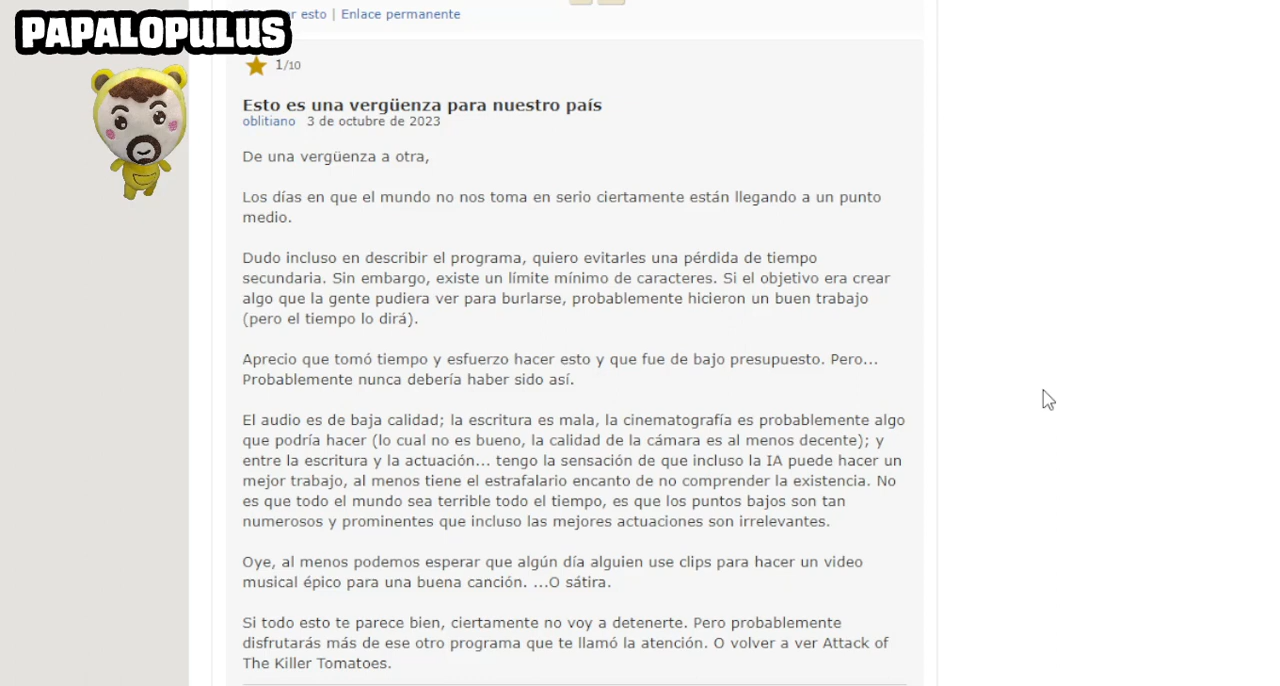 esto | Enlace permanente
PAPALOPULUS
1/10
Esto es una vergüenza para nuestro país
oblitiano 3 de octubre de 2023
De una vergüenza a otra,
Los días en que el mundo no nos toma en serio ciertamente están llegando a un punto
medio.
Dudo incluso en describir el programa, quiero evitarles una pérdida de tiempo
secundaria. Sin embargo, existe un límite mínimo de caracteres. Si el objetivo era crear
algo que la gente pudiera ver para burlarse, probablemente hicieron un buen trabajo
(pero el tiempo lo dirá).
Aprecio que tomó tiempo y esfuerzo hacer esto y que fue de bajo presupuesto. Pero...
Probablemente nunca debería haber sido así.
El audio es de baja calidad; la escritura es mala, la cinematografía es probablemente algo
que podría hacer (lo cual no es bueno, la calidad de la cámara es al menos decente); y
entre la escritura y la actuación... tengo la sensación de que incluso la IA puede hacer un
mejor trabajo, al menos tiene el estrafalario encanto de no comprender la existencia. No
es que todo el mundo sea terrible todo el tiempo, es que los puntos bajos son tan
numerosos y prominentes que incluso las mejores actuaciones son irrelevantes.
Oye, al menos podemos esperar que algún día alguien use clips para hacer un video
musical épico para una buena canción. ...O sátira.
Si todo esto te parece bien, ciertamente no voy a detenerte. Pero probablemente
disfrutarás más de ese otro programa que te llamó la atención. O volver a ver Attack of
The Killer Tomatoes.